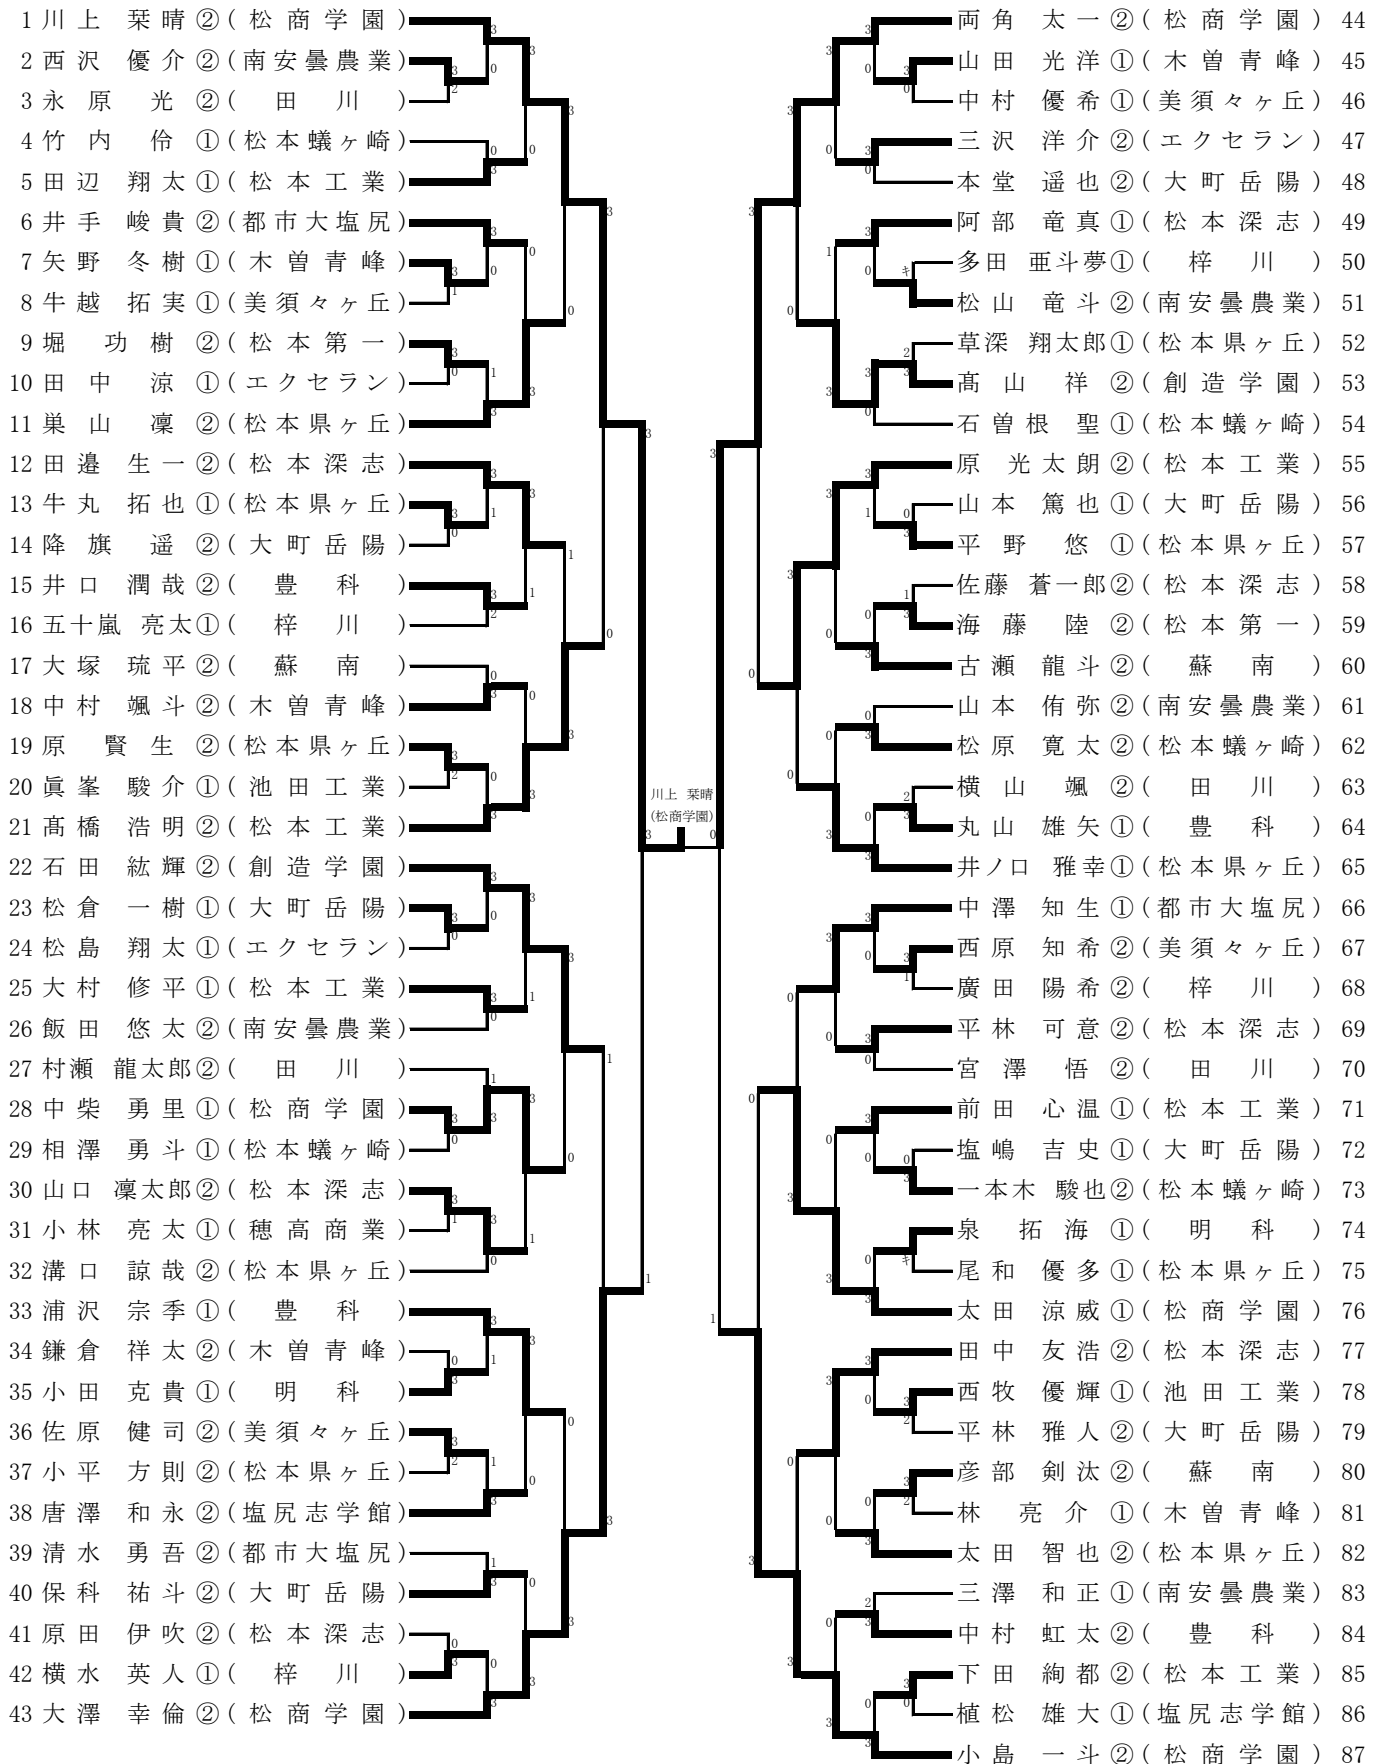 1 川上 栞晴 ② (松商学園)
2 西沢 優介 ② (南安曇農業)
3 永原 光 ② (田川)
4 竹内 伶 ① (松本蟻ヶ崎)
5 田辺 翔太 ① (松本工業)
6 井手 峻貴 ② (都市大塩尻)
7 矢野 冬樹 ① (木曽青峰)
8 牛越 拓実 ① (美須々ヶ丘)
9 堀 功樹 ② (松本第一)
10 田中 涼 ① (エクセラン)
11 巣山 凜 ② (松本県ヶ丘)
12 田邉 生一 ② (松本深志)
13 牛丸 拓也 ① (松本県ヶ丘)
14 降旗 遥 ② (大町岳陽)
15 井口 潤哉 ② (豊科)
16 五十嵐 亮太 ① (梓川)
17 大塚 琉平 ② (蘇南)
18 中村 颯斗 ② (木曽青峰)
19 原 賢生 ② (松本県ヶ丘)
20 眞峯 駿介 ① (池田工業)
21 髙橋 浩明 ② (松本工業)
22 石田 紘輝 ② (創造学園)
23 松倉 一樹 ① (大町岳陽)
24 松島 翔太 ① (エクセラン)
25 大村 修平 ① (松本工業)
26 飯田 悠太 ② (南安曇農業)
27 村瀬 龍太郎 ② (田川)
28 中柴 勇里 ① (松商学園)
29 相澤 勇斗 ① (松本蟻ヶ崎)
30 山口 凜太郎 ② (松本深志)
31 小林 亮太 ① (穂高商業)
32 溝口 諒哉 ② (松本県ヶ丘)
33 浦沢 宗季 ① (豊科)
34 鎌倉 祥太 ② (木曽青峰)
35 小田 克貴 ① (明科)
36 佐原 健司 ② (美須々ヶ丘)
37 小平 方則 ② (松本県ヶ丘)
38 唐澤 和永 ② (塩尻志学館)
39 清水 勇吾 ② (都市大塩尻)
40 保科 祐斗 ② (大町岳陽)
41 原田 伊吹 ② (松本深志)
42 横水 英人 ① (梓川)
43 大澤 幸倫 ② (松商学園)
川上 栞晴
(松商学園)
3 0
両角 太一 ② (松商学園) 44
山田 光洋 ① (木曽青峰) 45
中村 優希 ① (美須々ヶ丘) 46
三沢 洋介 ② (エクセラン) 47
本堂 遥也 ② (大町岳陽) 48
阿部 竜真 ① (松本深志) 49
多田 亜斗夢 ① (梓川) 50
松山 竜斗 ② (南安曇農業) 51
草深 翔太郎 ① (松本県ヶ丘) 52
髙山 祥 ② (創造学園) 53
石曽根 聖 ① (松本蟻ヶ崎) 54
原 光太朗 ② (松本工業) 55
山本 篤也 ① (大町岳陽) 56
平野 悠 ① (松本県ヶ丘) 57
佐藤 蒼一郎 ② (松本深志) 58
海藤 陸 ② (松本第一) 59
古瀬 龍斗 ② (蘇南) 60
山本 侑弥 ② (南安曇農業) 61
松原 寛太 ② (松本蟻ヶ崎) 62
横山 颯 ② (田川) 63
丸山 雄矢 ① (豊科) 64
井ノ口 雅幸 ① (松本県ヶ丘) 65
中澤 知生 ① (都市大塩尻) 66
西原 知希 ② (美須々ヶ丘) 67
廣田 陽希 ② (梓川) 68
平林 可意 ② (松本深志) 69
宮澤 悟 ② (田川) 70
前田 心温 ① (松本工業) 71
塩嶋 吉史 ① (大町岳陽) 72
一本木 駿也 ② (松本蟻ヶ崎) 73
泉 拓海 ① (明科) 74
尾和 優多 ① (松本県ヶ丘) 75
太田 涼威 ① (松商学園) 76
田中 友浩 ② (松本深志) 77
西牧 優輝 ① (池田工業) 78
平林 雅人 ② (大町岳陽) 79
彦部 剣汰 ② (蘇南) 80
林 亮介 ① (木曽青峰) 81
太田 智也 ② (松本県ヶ丘) 82
三澤 和正 ① (南安曇農業) 83
中村 虹太 ② (豊科) 84
下田 絢都 ② (松本工業) 85
植松 雄大 ① (塩尻志学館) 86
小島 一斗 ② (松商学園) 87